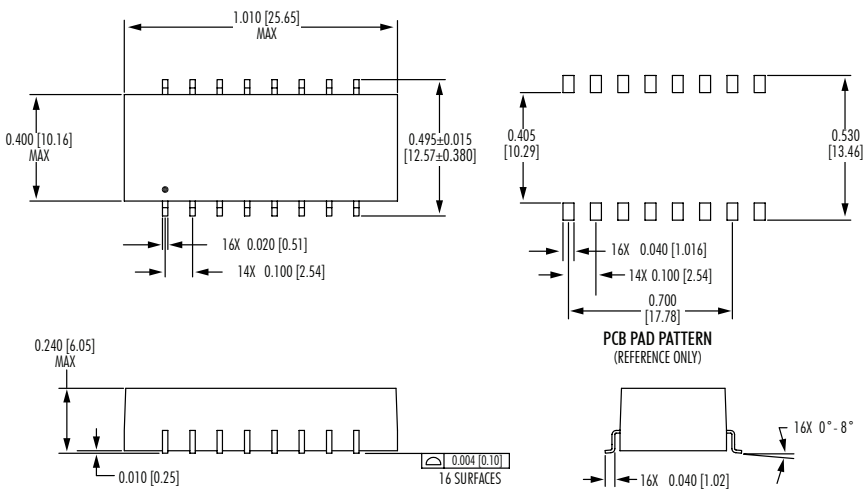 1.010 [25.65]
MAX
0.400 [10.16]
MAX
0.495±0.015
[12.57±0.380]
16X 0.020 [0.51]
14X 0.100 [2.54]
0.405
[10.29]
0.530
[13.46]
16X 0.040 [1.016]
14X 0.100 [2.54]
0.700
[17.78]
PCB PAD PATTERN
(REFERENCE ONLY)
0.240 [6.05]
MAX
0.010 [0.25]
0.004 [0.10]
16 SURFACES
16X 0°- 8°
16X 0.040 [1.02]